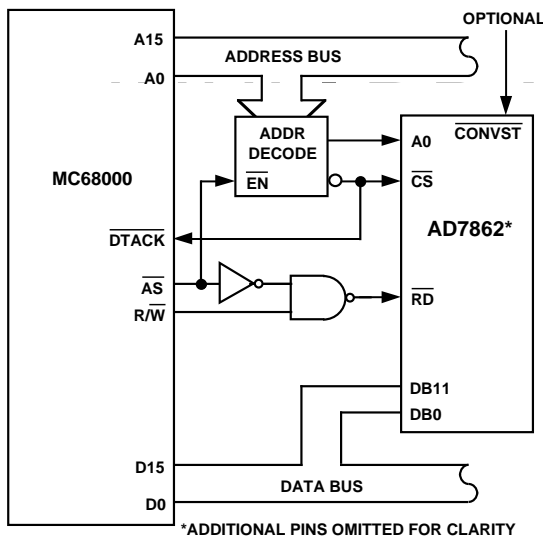 OPTIONAL
A15
ADDRESS BUS
A0
ADDR
DECODE
A0
CONVST
MC68000
EN
CS
AD7862*
DTACK
AS
R/W
RD
DB11
DB0
D15
DATA BUS
D0
*ADDITIONAL PINS OMITTED FOR CLARITY